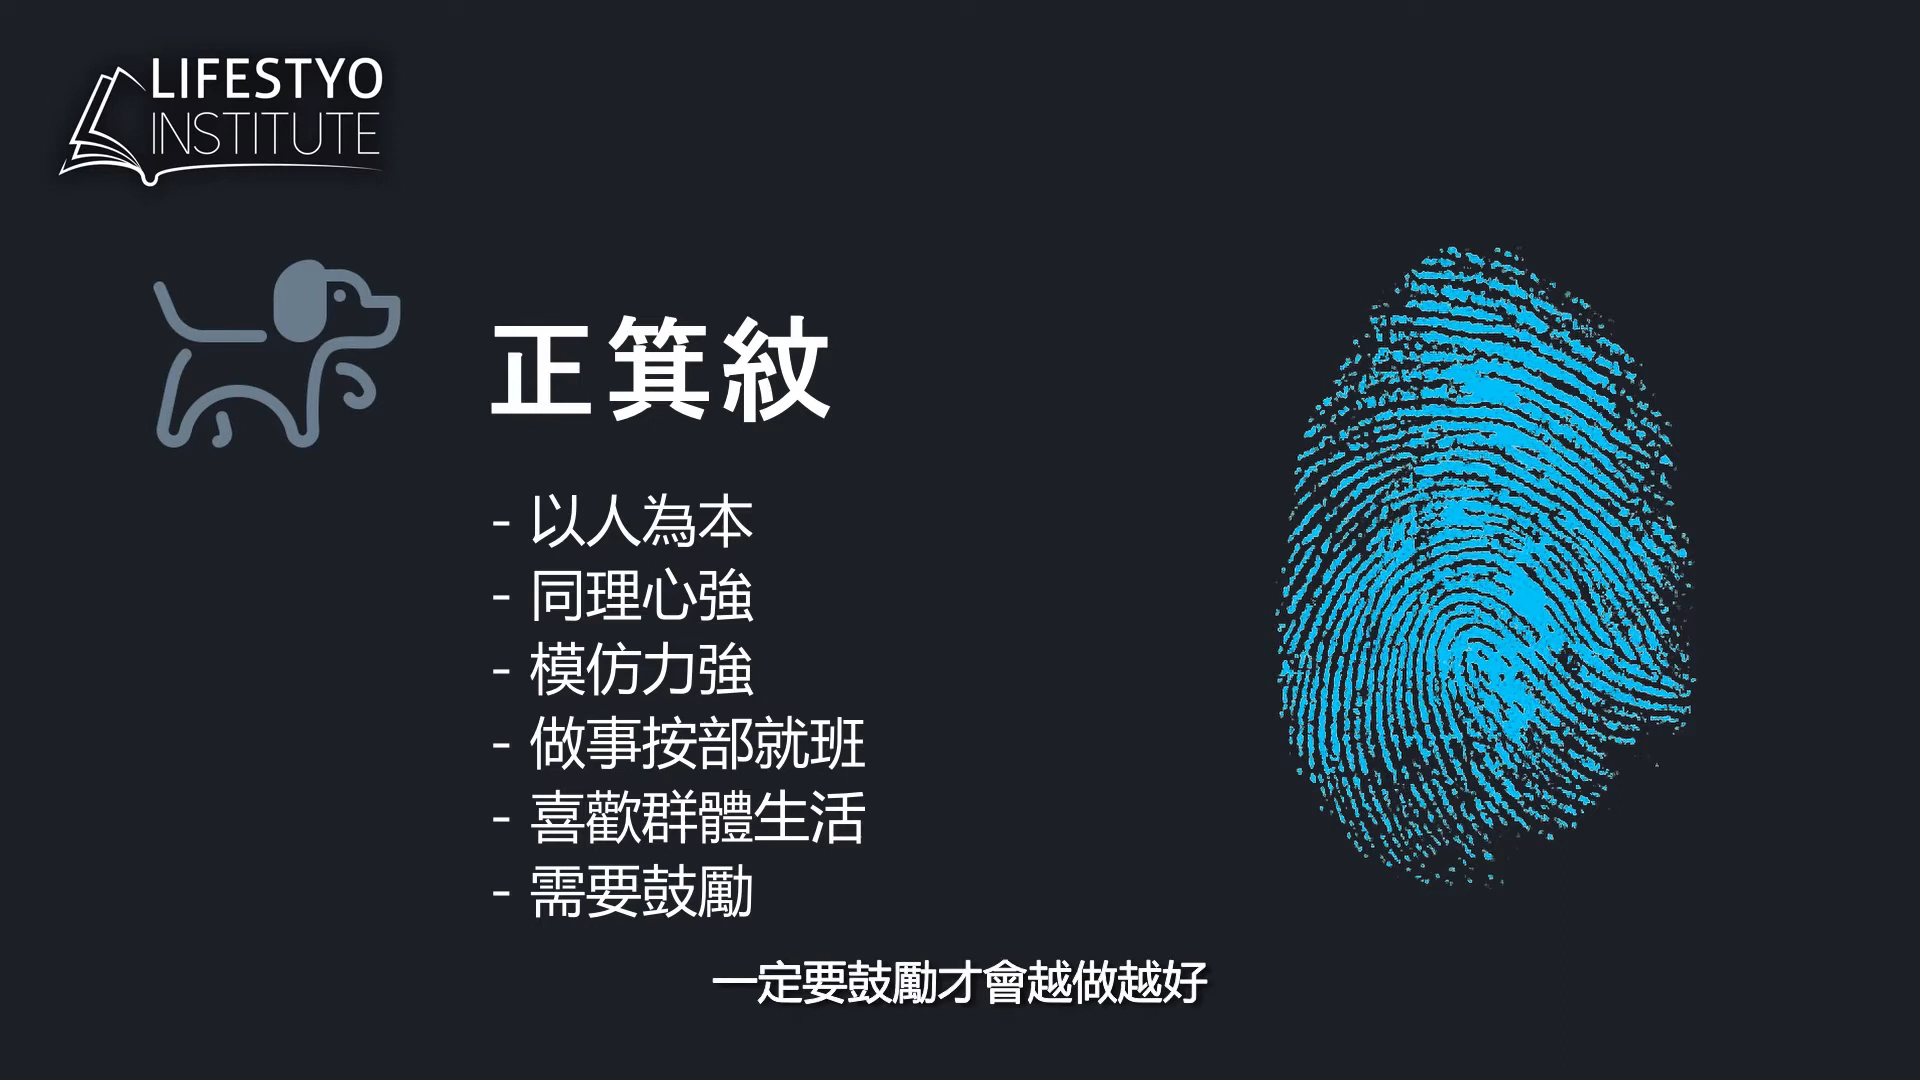 LIFESTYO
INSTITUTE
正箕紋
- 以人為本
- 同理心強
- 模仿力強
- 做事按部就班
- 喜歡群體生活
- 需要鼓勵
一定要鼓勵才會越做越好